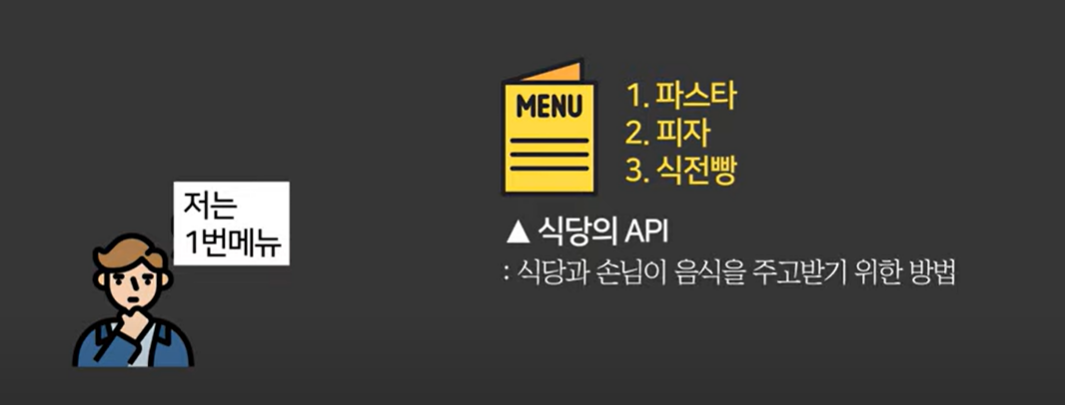 MENU
1. 파스타
2. 피자
3. 식전빵
저는
1번메뉴
▲ 식당의 API
: 식당과 손님이 음식을 주고받기 위한 방법